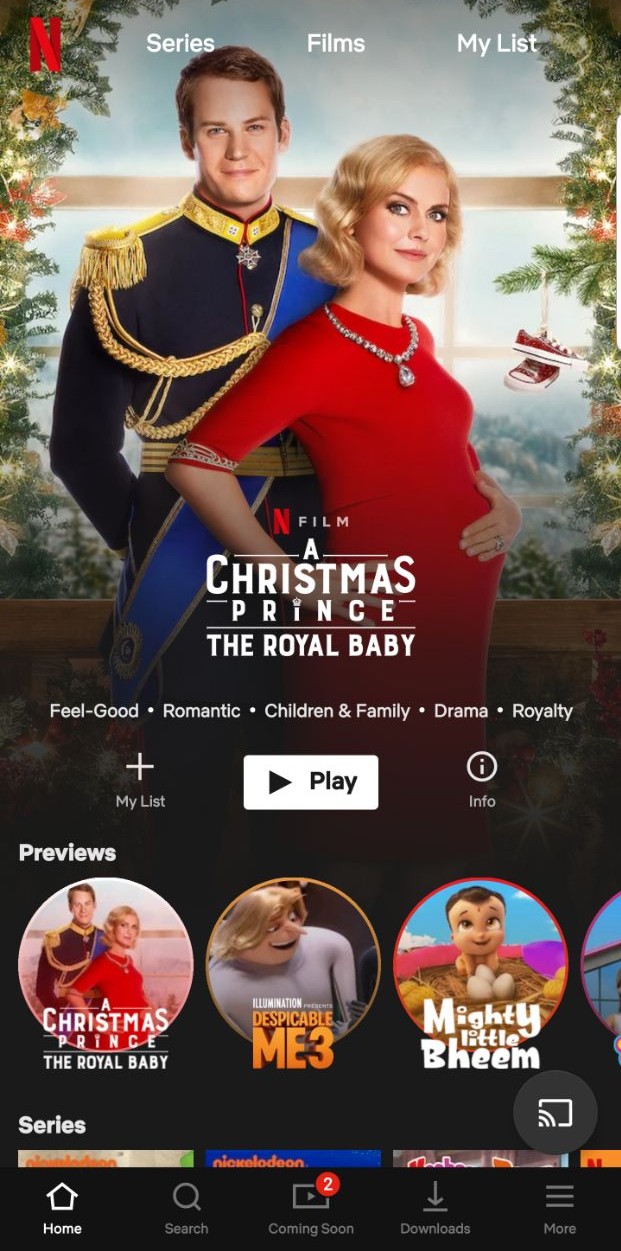 N
Series Films My List
N FILM
A
CHRISTMAS
PRINCE
THE ROYAL BABY
Feel-Good • Romantic • Children & Family • Drama • Royalty
My List
Play
Info
Previews
A
CHRISTMAS
PRINCE
THE ROYAL BABY
ILLUMINATION PRESENTS
DESPICABLE
ME3
Mighty
little
Bheem
Series
nickelodeon
nickelodeon
N
2
Home Search Coming Soon Downloads More